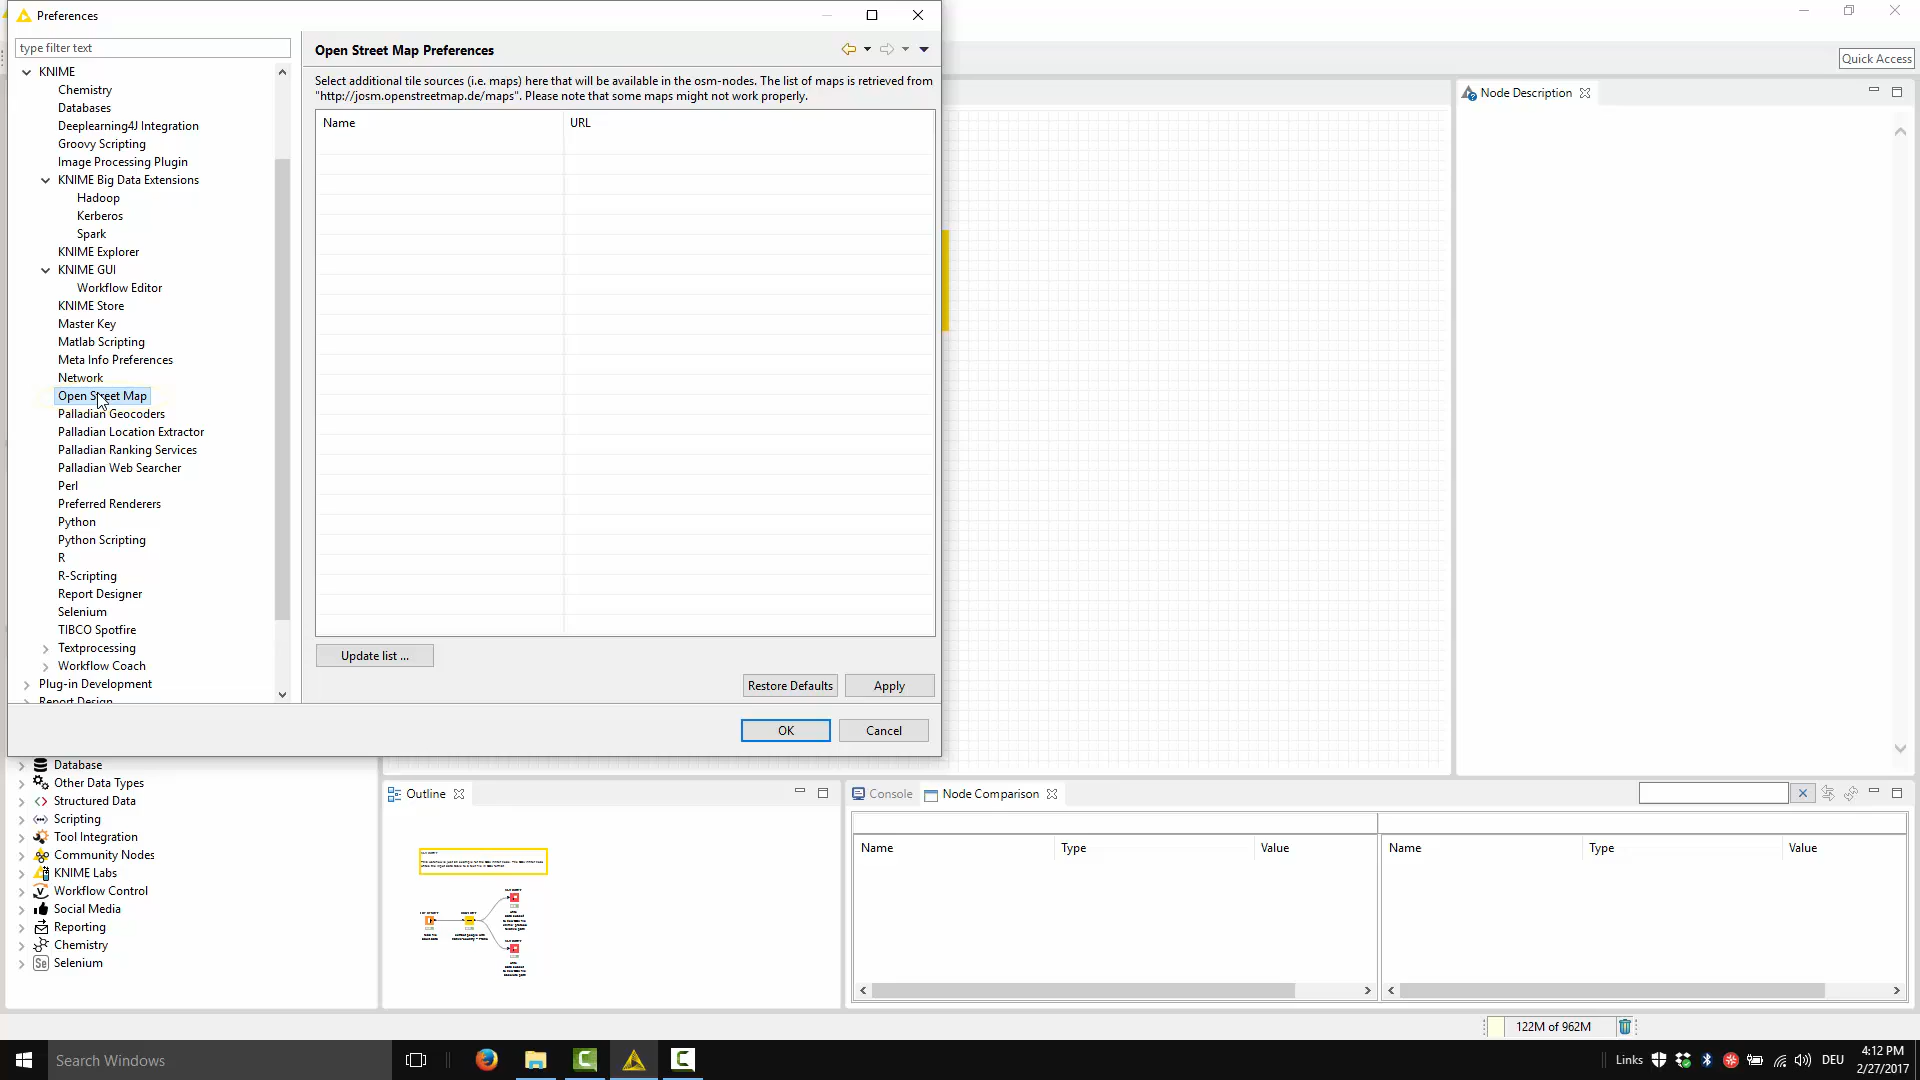 Preferences
type filter text
KNIME
Chemistry
Databases
Deeplearning4J Integration
Groovy Scripting
Image Processing Plugin
KNIME Big Data Extensions
Hadoop
Kerberos
Spark
KNIME Explorer
KNIME GUI
Workflow Editor
KNIME Store
Master Key
Matlab Scripting
Meta Info Preferences
Network
Open Street Map
Palladian Geocoders
Palladian Location Extractor
Palladian Ranking Services
Palladian Web Searcher
Perl
Preferred Renderers
Python
Python Scripting
R
R-Scripting
Report Designer
Selenium
TIBCO Spotfire
Textprocessing
Workflow Coach
Plug-in Development
Report Design
Open Street Map Preferences
Select additional tile sources (i.e. maps) here that will be available in the osm-nodes. The list of maps is retrieved from
"http://josm.openstreetmap.de/maps". Please note that some maps might not work properly.
Name URL
Update list ...
Restore Defaults Apply
OK Cancel
Quick Access
Node Description
Database
Other Data Types
Structured Data
Scripting
Tool Integration
Community Nodes
KNIME Labs
Workflow Control
Social Media
Reporting
Chemistry
Se Selenium
Outline
Console Node Comparison
Name Type Value Name Type Value
122M of 962M
Search Windows
Links DEU
4:12 PM
2/27/2017